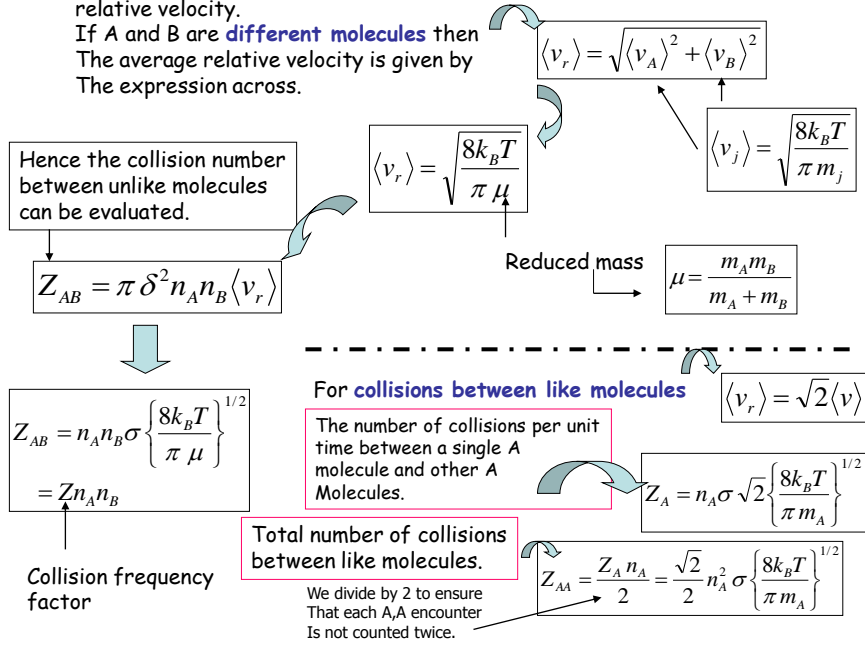 relative velocity.
If A and B are different molecules then
The average relative velocity is given by
The expression across.
⟨v_r⟩ = √(⟨v_A⟩² + ⟨v_B⟩²)
⟨v_j⟩ = √(8k_BT / π m_j)
⟨v_r⟩ = √(8k_BT / π μ)
Hence the collision number
between unlike molecules
can be evaluated.
Reduced mass
μ = m_A m_B / (m_A + m_B)
Z_AB = π δ² n_A n_B ⟨v_r⟩
Z_AB = n_A n_B σ {8k_BT / π μ}^1/2
= Z n_A n_B
Collision frequency
factor
For collisions between like molecules
⟨v_r⟩ = √2 ⟨v⟩
The number of collisions per unit
time between a single A
molecule and other A
Molecules.
Z_A = n_A σ √2 {8k_BT / π m_A}^1/2
Total number of collisions
between like molecules.
Z_AA = Z_A n_A / 2 = √2/2 n_A² σ {8k_BT / π m_A}^1/2
We divide by 2 to ensure
That each A,A encounter
Is not counted twice.